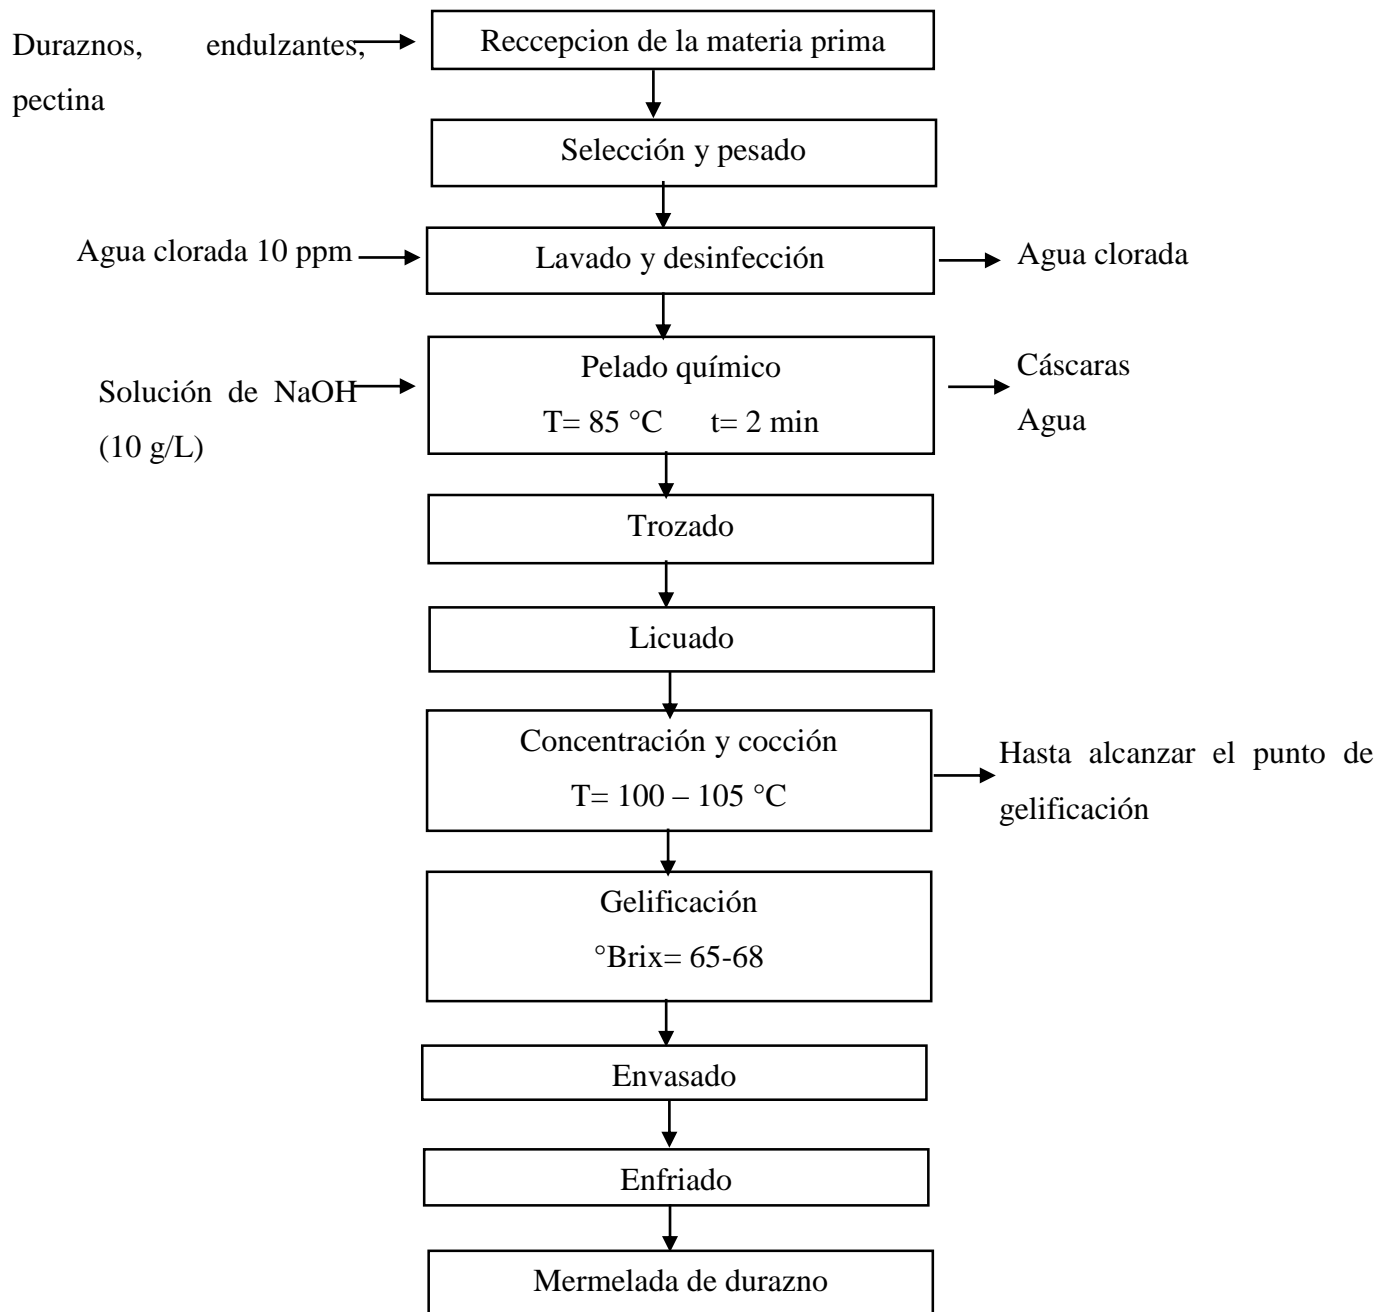 Duraznos, endulzantes,
pectina
Reccepcion de la materia prima
Selección y pesado
Agua clorada 10 ppm
Lavado y desinfección
Agua clorada
Solución de NaOH
(10 g/L)
Pelado químico
T= 85 °C t= 2 min
Cáscaras
Agua
Trozado
Licuado
Concentración y cocción
T= 100 – 105 °C
Hasta alcanzar el punto de
gelificación
Gelificación
°Brix= 65-68
Envasado
Enfriado
Mermelada de durazno